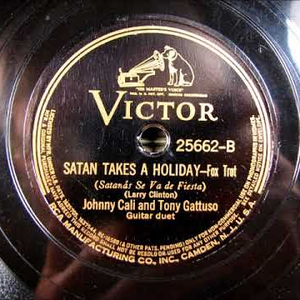 "HIS MASTER'S VOICE"
VICTOR
25662-B
SATAN TAKES A HOLIDAY—Fox Trot
(Satanás Se Va de Fiesta)
(Larry Clinton)
Johnny Cali and Tony Gattuso
Guitar duet
RCA MANUFACTURING CO., INC., CAMDEN, N. J., U. S. A.